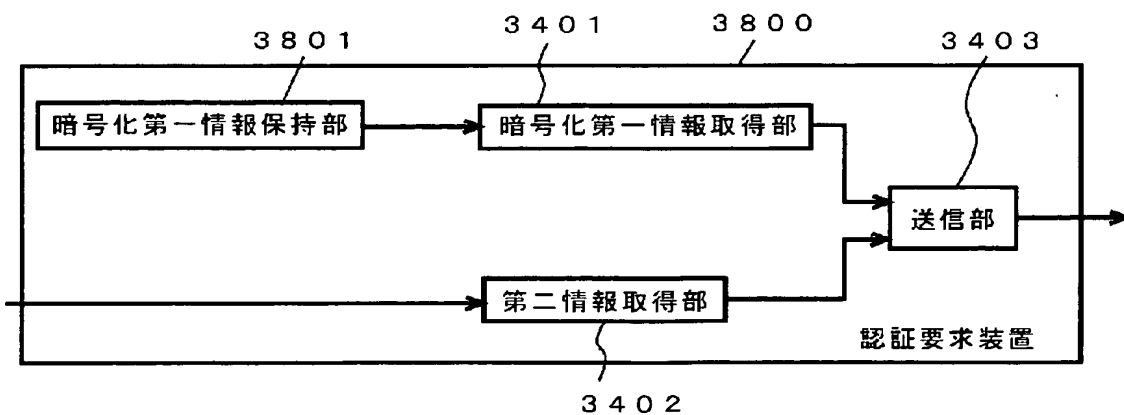 ３８０１
３４０１
３８００
３４０３
暗号化第一情報保持部
暗号化第一情報取得部
送信部
第二情報取得部
認証要求装置
３４０２